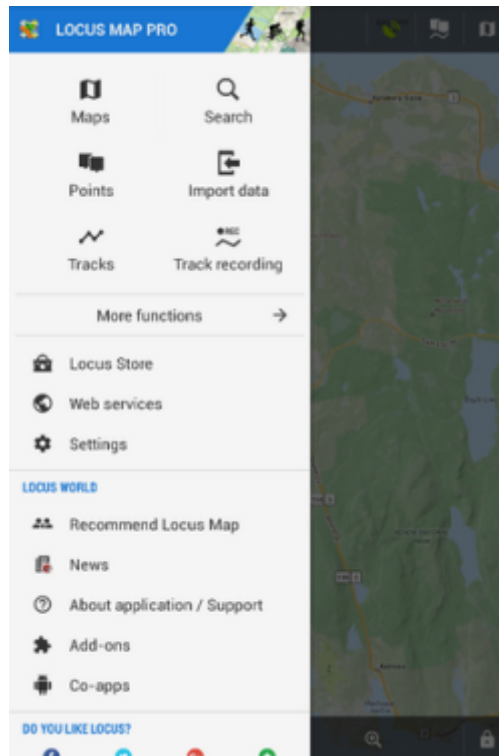 LOCUS MAP PRO
Maps
Search
Points
Import data
REC
Tracks
Track recording
More functions
Locus Store
Web services
Settings
LOCUS WORLD
Recommend Locus Map
News
About application / Support
Add-ons
Co-apps
DO YOU LIKE LOCUS?